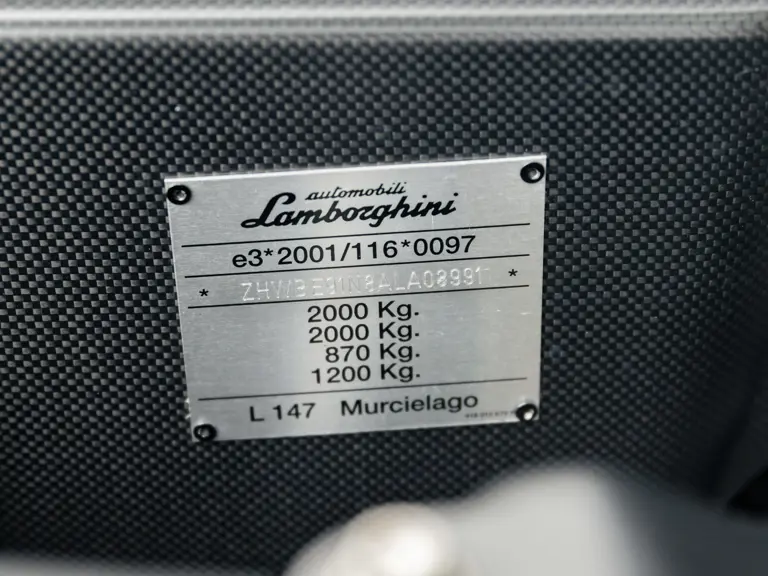 automobili
Lamborghini
e3*2001/116*0097
* *
2000 Kg.
2000 Kg.
870 Kg.
1200 Kg.
L 147 Murcielago